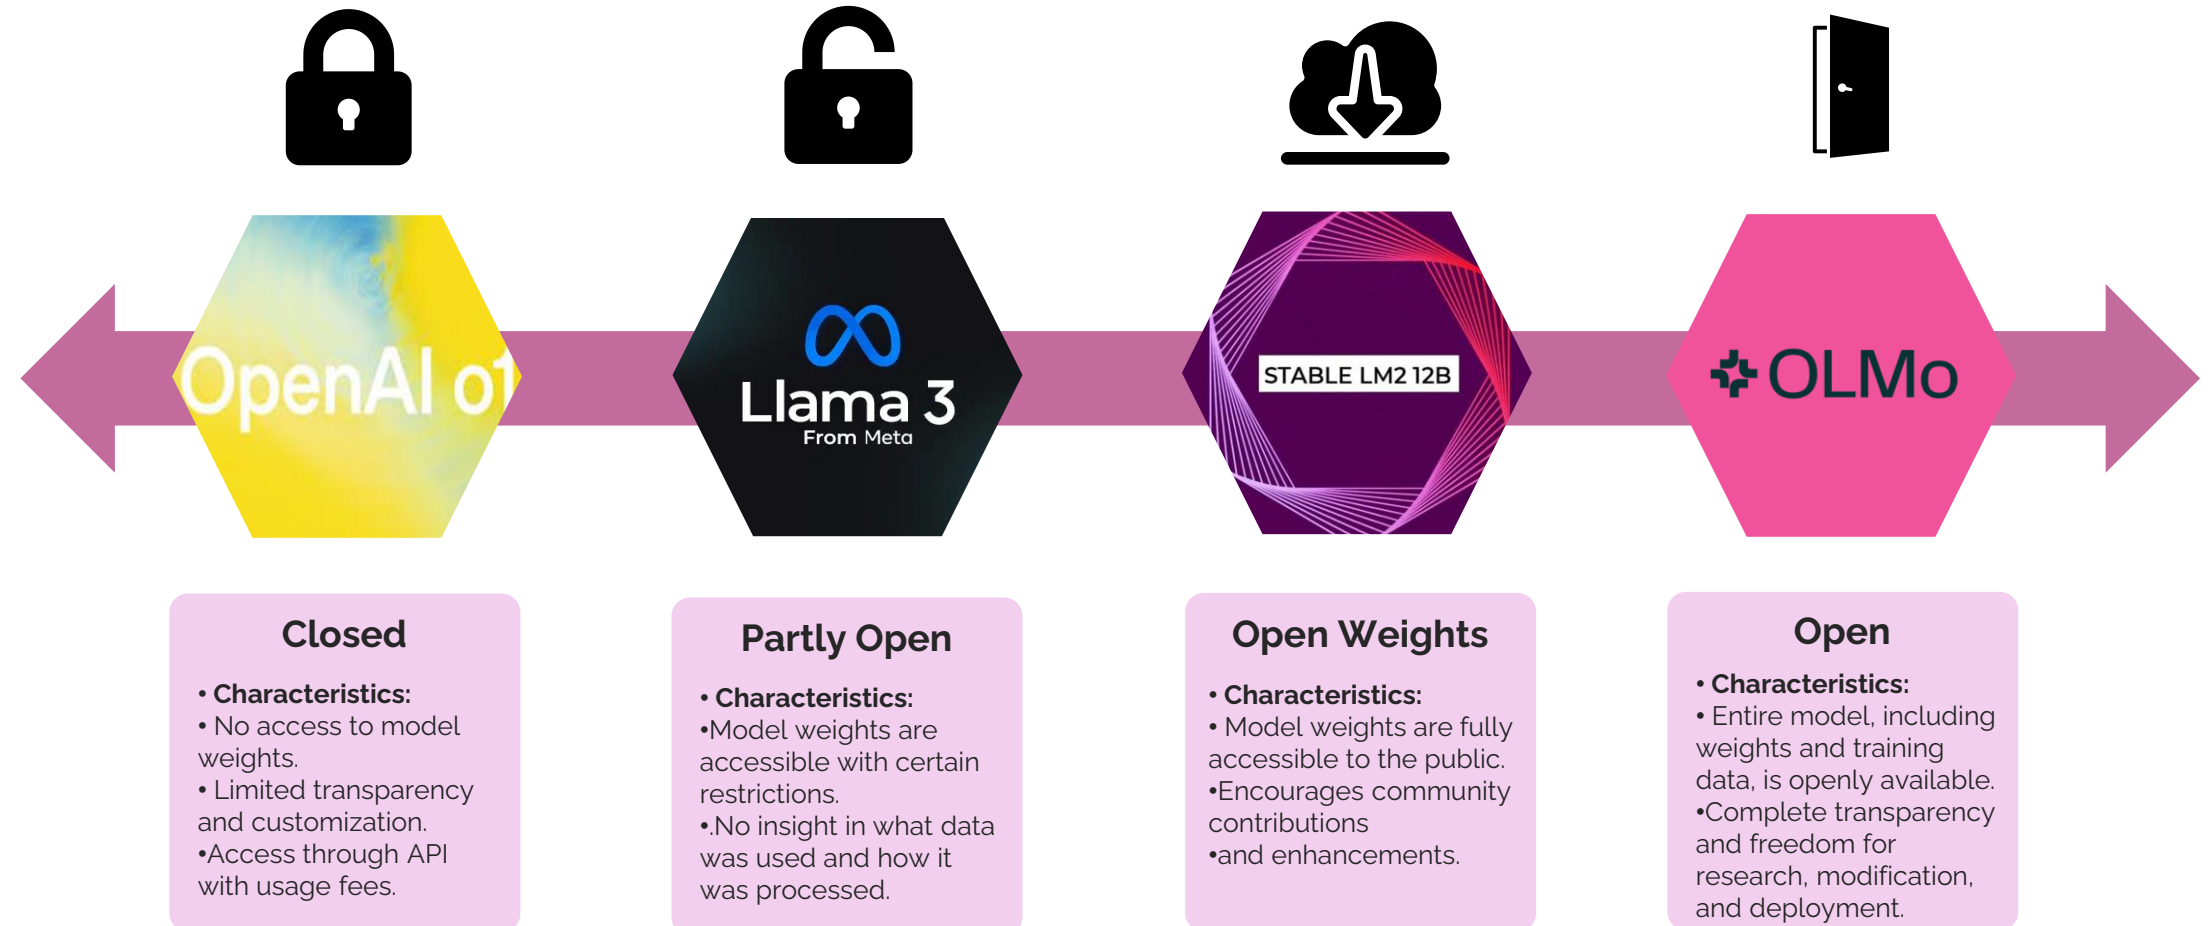 OpenAI o1
Llama 3
From Meta
STABLE LM2 12B
OLMo
Closed
• Characteristics:
• No access to model
weights.
• Limited transparency
and customization.
•Access through API
with usage fees.
Partly Open
• Characteristics:
•Model weights are
accessible with certain
restrictions.
•.No insight in what data
was used and how it
was processed.
Open Weights
• Characteristics:
• Model weights are fully
accessible to the public.
•Encourages community
contributions
•and enhancements.
Open
• Characteristics:
• Entire model, including
weights and training
data, is openly available.
•Complete transparency
and freedom for
research, modification,
and deployment.